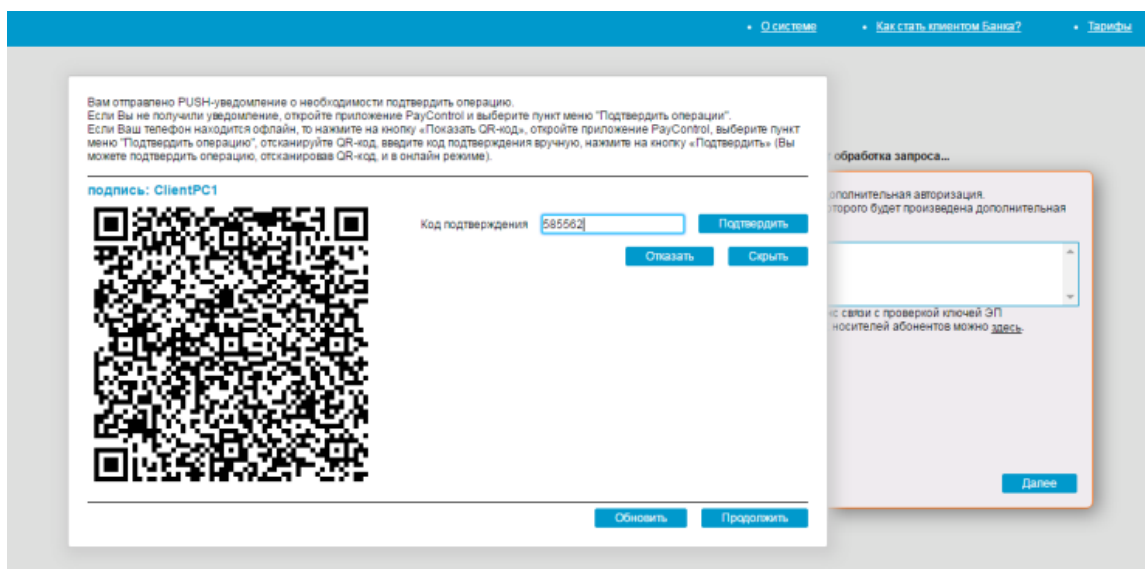 О системе
Как стать клиентом Банка?
Тарифы
Вам отправлено PUSH-уведомление о необходимости подтвердить операцию.
Если Вы не получили уведомление, откройте приложение PayControl и выберите пункт меню "Подтвердить операции".
Если Ваш телефон находится офлайн, то нажмите на кнопку «Показать QR-код», откройте приложение PayControl, выберите пункт
меню "Подтвердить операцию", отсканируйте QR-код, введите код подтверждения вручную, нажмите на кнопку «Подтвердить» (Вы
можете подтвердить операцию, отсканировав QR-код, и в онлайн режиме).
обработка запроса...
подпись: ClientPC1
дополнительная авторизация.
которого будет произведена дополнительная
Код подтверждения 585562 Подтвердить
Отказать Скрыть
с связи с проверкой ключей ЭП
носителей абонентов можно здесь.
Далее
Обновить Продолжить